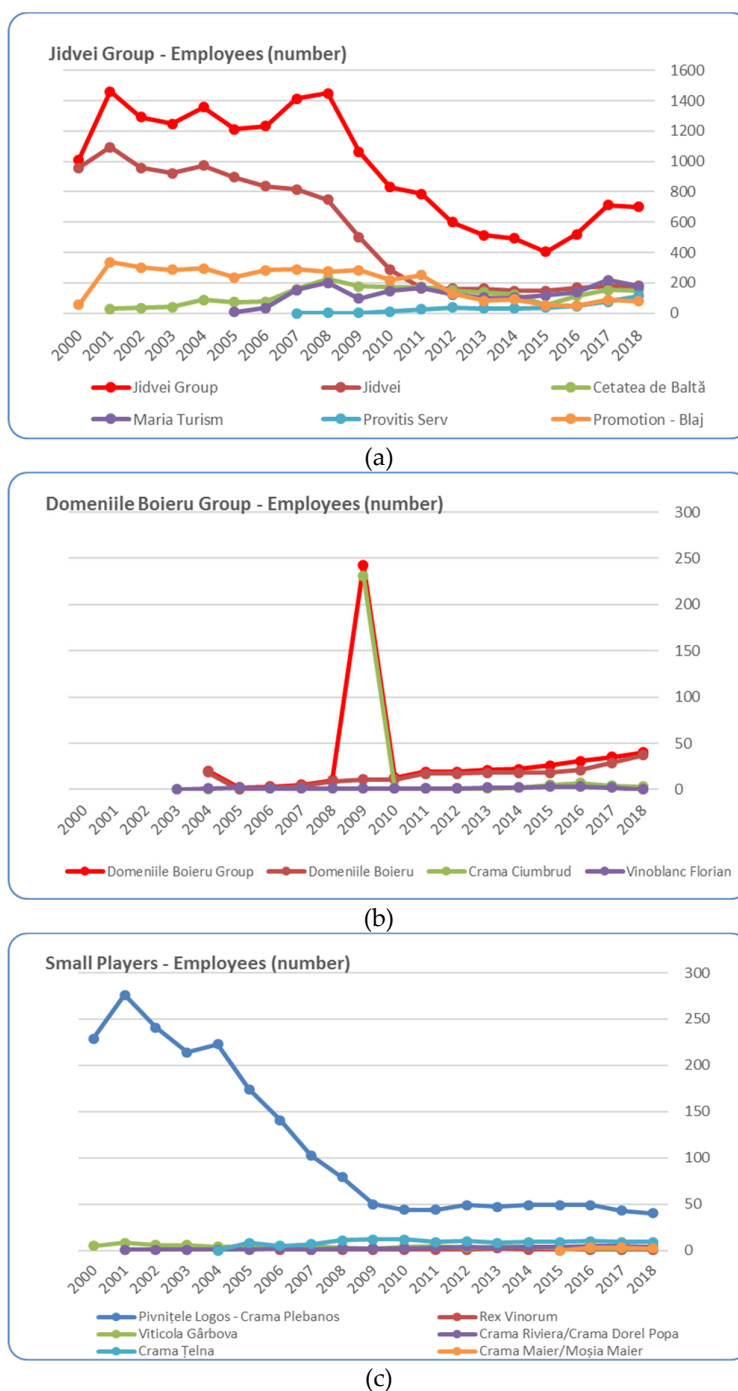 Jidvei Group - Employees (number)
1600
1400
1200
1000
800
600
400
200
0
2000 2001 2002 2003 2004 2005 2006 2007 2008 2009 2010 2011 2012 2013 2014 2015 2016 2017 2018
Jidvei Group Jidvei Cetatea de Baltă
Maria Turism Provitis Serv Promotion - Blaj
(a)
Domeniile Boieru Group - Employees (number)
300
250
200
150
100
50
0
2000 2001 2002 2003 2004 2005 2006 2007 2008 2009 2010 2011 2012 2013 2014 2015 2016 2017 2018
Domeniile Boieru Group Domeniile Boieru Crama Ciumbrud Vinoblanc Florian
(b)
Small Players - Employees (number)
300
250
200
150
100
50
0
2000 2001 2002 2003 2004 2005 2006 2007 2008 2009 2010 2011 2012 2013 2014 2015 2016 2017 2018
Pivnițele Logos - Crama Plebanos Rex Vinorum
Viticola Gârbova Crama Riviera/Crama Dorel Popa
Crama Țelna Crama Maier/Moșia Maier
(c)